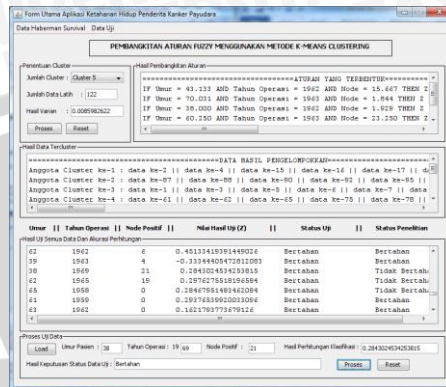 Form Utama Aplikasi Ketahanan Hidup Penderita Kanker Payudara
Data Haberman Survival Data Uji
PEMBANGKITAN ATURAN FUZZY MENGGUNAKAN METODE K-MEANS CLUSTERING
Penentuan Cluster
Jumlah Cluster : Cluster 5
Jumlah Data Latih : 122
Hasil Varian : 0.0085982622
Proses Reset
Hasil Pembangkitan Aturan
ATURAN YANG TERBENTUK
IF Umur = 43.133 AND Tahun Operasi = 1962 AND Node = 15.667 THEN Z
IF Umur = 70.031 AND Tahun Operasi = 1962 AND Node = 1.844 THEN Z
IF Umur = 38.000 AND Tahun Operasi = 1962 AND Node = 1.929 THEN Z
IF Umur = 60.250 AND Tahun Operasi = 1962 AND Node = 23.250 THEN Z
Hasil Data Tercluster
DATA HASIL PENGELOMPOKKAN
Anggota Cluster ke-1 : data ke-2 || data ke-4 || data ke-15 || data ke-16 || data ke-17 ||
Anggota Cluster ke-2 : data ke-87 || data ke-88 || data ke-90 || data ke-92 || data ke-95 ||
Anggota Cluster ke-3 : data ke-1 || data ke-3 || data ke-5 || data ke-6 || data ke-7 || data
Anggota Cluster ke-4 : data ke-61 || data ke-62 || data ke-65 || data ke-75 || data ke-78 ||
Umur || Tahun Operasi || Node Positif || Nilai Hasil Uji (Z) || Status Uji || Status Penelitian
Hasil Uji Semua Data Dan Akurasi Perhitungan
62 1962 6 0.45133419391449026 Bertahan Bertahan
39 1963 4 -0.33344405472812083 Bertahan Bertahan
38 1969 21 0.2843024534253815 Bertahan Tidak Bertaha
62 1965 19 0.2976275518196584 Bertahan Tidak Bertaha
65 1958 0 0.2846755148346208​4 Bertahan Bertahan
61 1959 0 0.29376539920033086 Bertahan Bertahan
62 1962 0 0.1621793773679126 Bertahan Bertahan
Proses Uji Data
Load Umur Pasien : 38 Tahun Operasi : 19 69 Node Positif : 21 Hasil Perhitungan Klasifikasi : 0.2843024534253815
Hasil Keputusan Status Data Uji : Bertahan Proses Reset